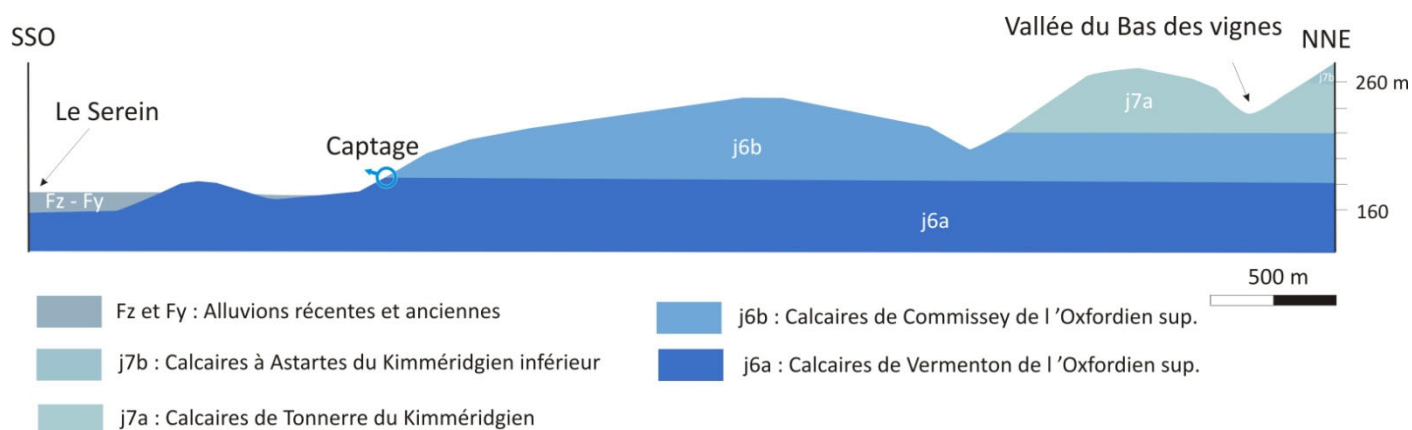 SSO
Vallée du Bas des vignes
NNE
Le Serein
Captage
j7a
j7b
260 m
j6b
Fz - Fy
j6a
160
500 m
Fz et Fy : Alluvions récentes et anciennes
j7b : Calcaires à Astartes du Kimméridgien inférieur
j7a : Calcaires de Tonnerre du Kimméridgien
j6b : Calcaires de Commissey de l 'Oxfordien sup.
j6a : Calcaires de Vermenton de l 'Oxfordien sup.